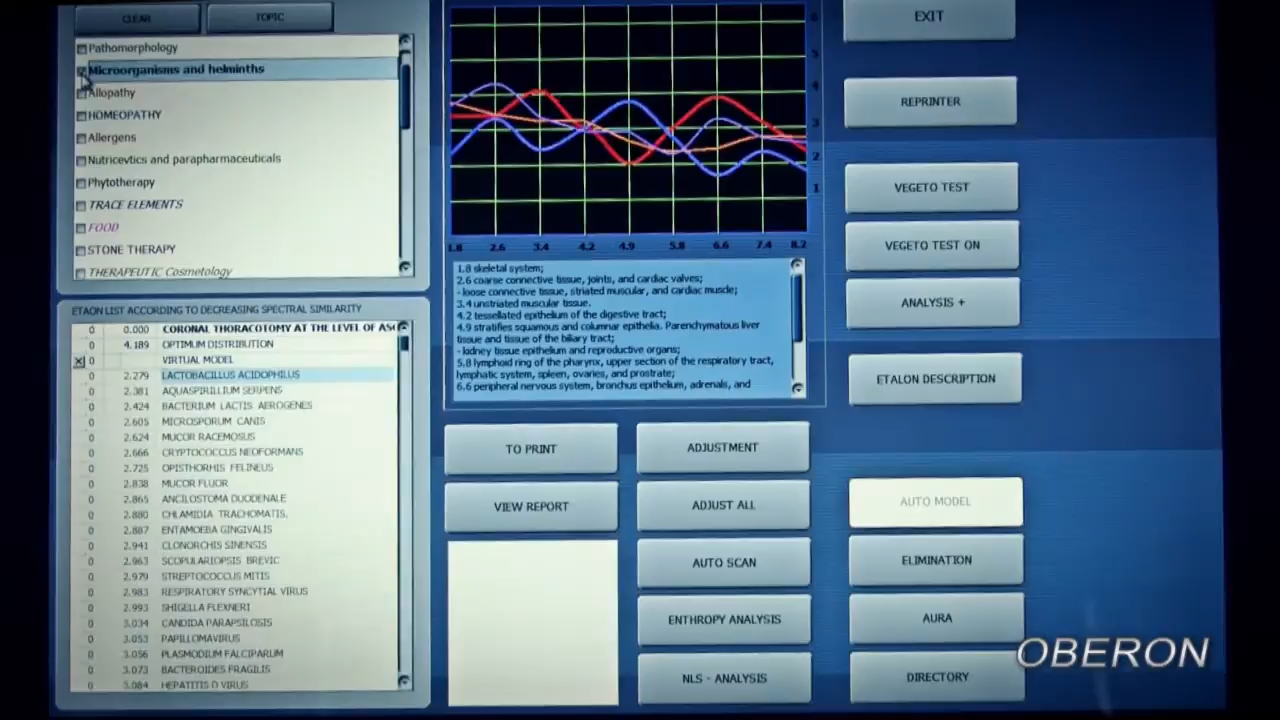 CLEAR
TOPIC
Pathomorphology
Microorganisms and helminths
Allopathy
HOMEOPATHY
Allergens
Nutricevtics and parapharmaceuticals
Phytotherapy
TRACE ELEMENTS
FOOD
STONE THERAPY
THERAPEUTIC Cosmetology
ETAON LIST ACCORDING TO DECREASING SPECTRAL SIMILARITY
0 0.000 CORONAL THORACOTOMY AT THE LEVEL OF ASC
0 4.189 OPTIMUM DISTRIBUTION
0 VIRTUAL MODEL
0 2.279 LACTOBACILLUS ACIDOPHILUS
0 2.381 AQUASPIRILLIUM SERPENS
0 2.424 BACTERIUM LACTIS AEROGENES
0 2.605 MICROSPORUM CANIS
0 2.624 MUCOR RACEMOSUS
0 2.666 CRYPTOCOCCUS NEOFORMANS
0 2.725 OPISTHORHIS FELINEUS
0 2.838 MUCOR FLUOR
0 2.865 ANCILOSTOMA DUODENALE
0 2.880 CHLAMIDIA TRACHOMATIS,
0 2.887 ENTAMOEBA GINGIVALIS
0 2.941 CLONORCHIS SINENSIS
0 2.963 SCOPULARIOPSIS BREVIC
0 2.979 STREPTOCOCCUS MITIS
0 2.983 RESPIRATORY SYNCYTIAL VIRUS
0 2.993 SHIGELLA FLEXNERI
0 3.034 CANDIDA PARAPSILOSIS
0 3.053 PAPILLOMAVIRUS
0 3.056 PLASMODIUM FALCIPARUM
0 3.073 BACTEROIDES FRAGILIS
0 3.084 HEPATITIS D VIRUS
6
5
4
3
2
1
1.8 2.6 3.4 4.2 4.9 5.8 6.6 7.4 8.2
1.8 skeletal system;
2.6 coarse connective tissue, joints, and cardiac valves;
- loose connective tissue, striated muscular, and cardiac muscle;
3.4 unstriated muscular tissue.
4.2 tessellated epithelium of the digestive tract;
4.9 stratifies squamous and columnar epithelia. Parenchymatous liver
tissue and tissue of the biliary tract;
- kidney tissue epithelium and reproductive organs;
5.8 lymphoid ring of the pharynx, upper section of the respiratory tract,
lymphatic system, spleen, ovaries, and prostrate;
6.6 peripheral nervous system, bronchus epithelium, adrenals, and
TO PRINT
ADJUSTMENT
VIEW REPORT
ADJUST ALL
AUTO SCAN
ENTHROPY ANALYSIS
NLS - ANALYSIS
EXIT
REPRINTER
VEGETO TEST
VEGETO TEST ON
ANALYSIS +
ETALON DESCRIPTION
AUTO MODEL
ELIMINATION
AURA
DIRECTORY
OBERON